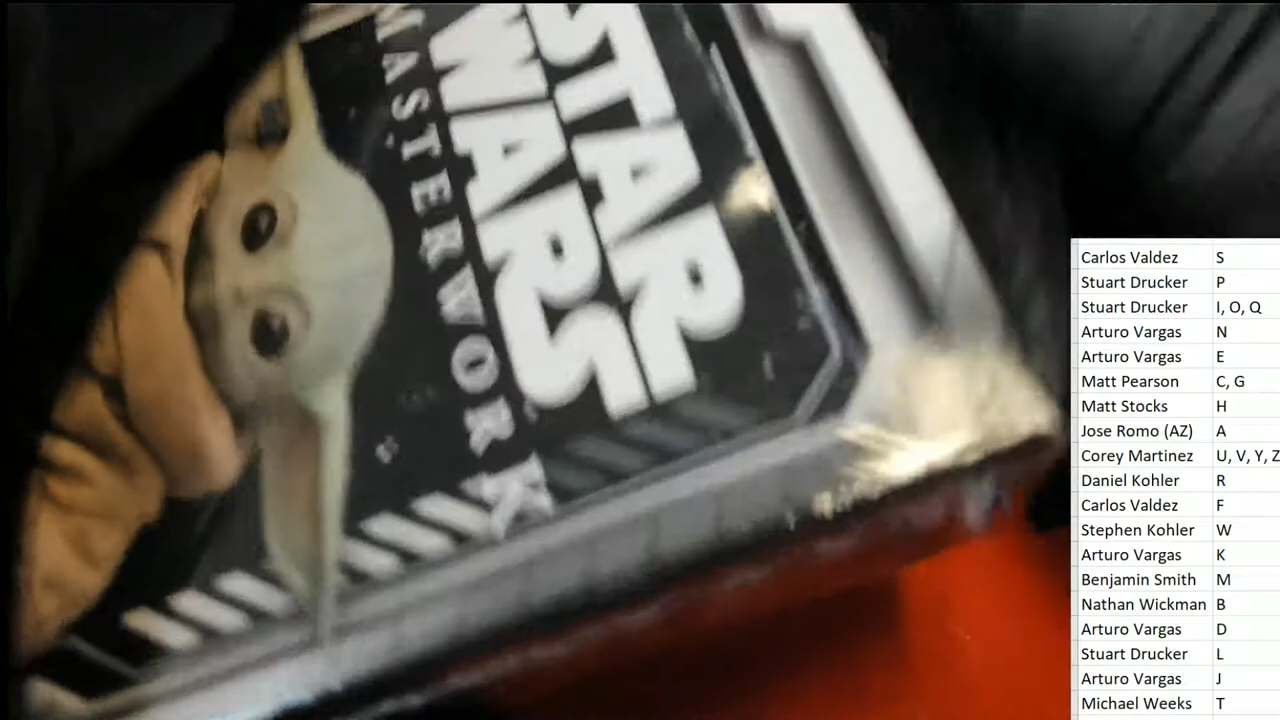 STAR
WARS
MASTERWORK
Carlos Valdez S
Stuart Drucker P
Stuart Drucker I, O, Q
Arturo Vargas N
Arturo Vargas E
Matt Pearson C, G
Matt Stocks H
Jose Romo (AZ) A
Corey Martinez U, V, Y, Z
Daniel Kohler R
Carlos Valdez F
Stephen Kohler W
Arturo Vargas K
Benjamin Smith M
Nathan Wickman B
Arturo Vargas D
Stuart Drucker L
Arturo Vargas J
Michael Weeks T